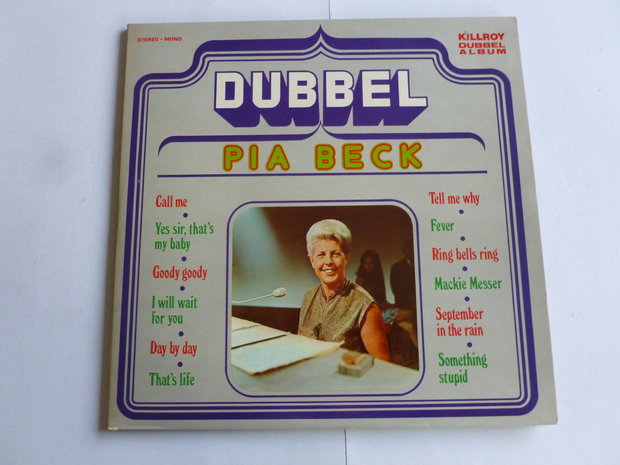 STEREO - MONO
KILLROY
DUBBEL
ALBUM
DUBBEL
PIA BECK
Call me
Yes sir, that's
my baby
Goody goody
I will wait
for you
Day by day
That's life
Tell me why
Fever
Ring bells ring
Mackie Messer
September
in the rain
Something
stupid